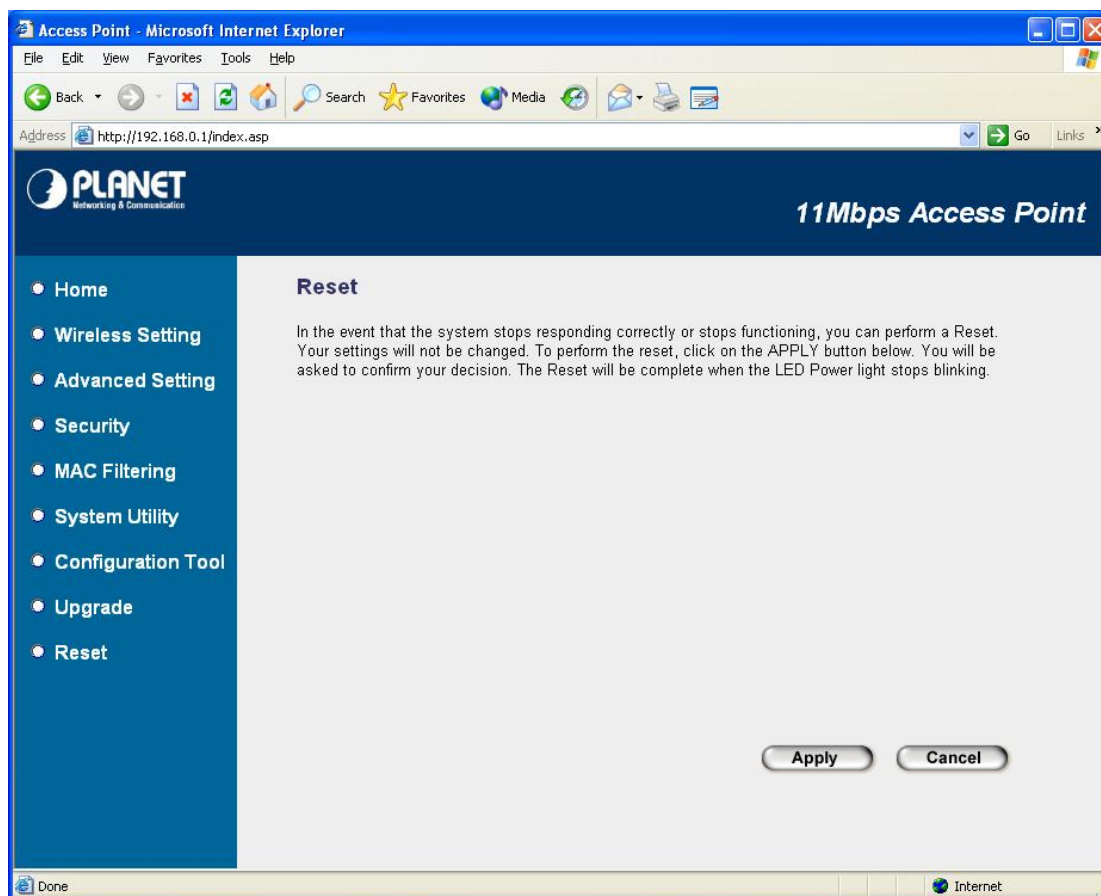 Access Point - Microsoft Internet Explorer
File Edit View Favorites Tools Help
Back Search Favorites Media
Address http://192.168.0.1/index.asp Go Links »
PLANET
Networking & Communication
11Mbps Access Point
Home
Wireless Setting
Advanced Setting
Security
MAC Filtering
System Utility
Configuration Tool
Upgrade
Reset
Reset
In the event that the system stops responding correctly or stops functioning, you can perform a Reset.
Your settings will not be changed. To perform the reset, click on the APPLY button below. You will be
asked to confirm your decision. The Reset will be complete when the LED Power light stops blinking.
Apply Cancel
Done Internet